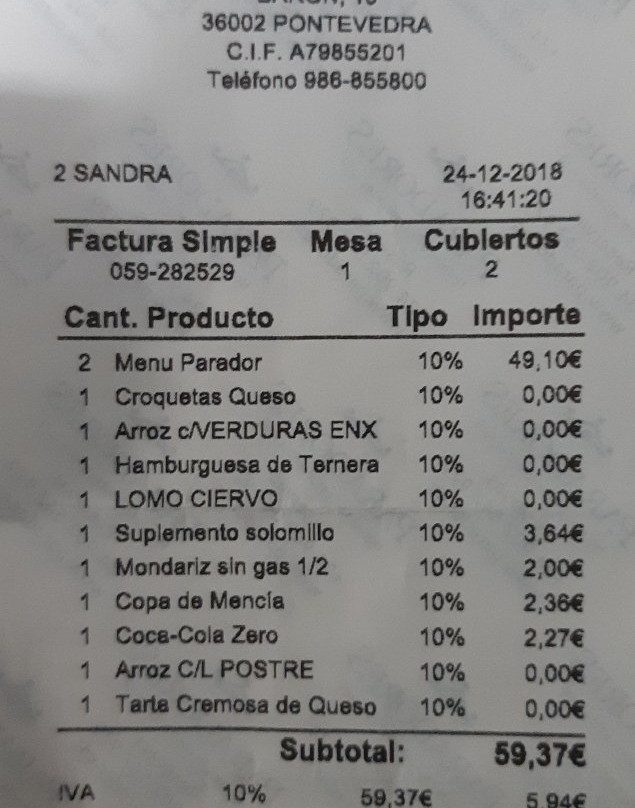 36002 PONTEVEDRA
C.I.F. A79855201
Teléfono 986-855800
2 SANDRA 24-12-2018
16:41:20
Factura Simple Mesa Cubiertos
059-282529 1 2
Cant. Producto Tipo Importe
2 Menu Parador 10% 49,10€
1 Croquetas Queso 10% 0,00€
1 Arroz c/VERDURAS ENX 10% 0,00€
1 Hamburguesa de Ternera 10% 0,00€
1 LOMO CIERVO 10% 0,00€
1 Suplemento solomillo 10% 3,64€
1 Mondariz sin gas 1/2 10% 2,00€
1 Copa de Mencía 10% 2,36€
1 Coca-Cola Zero 10% 2,27€
1 Arroz C/L POSTRE 10% 0,00€
1 Tarta Cremosa de Queso 10% 0,00€
Subtotal: 59,37€
IVA 10% 59,37€ 5,94€